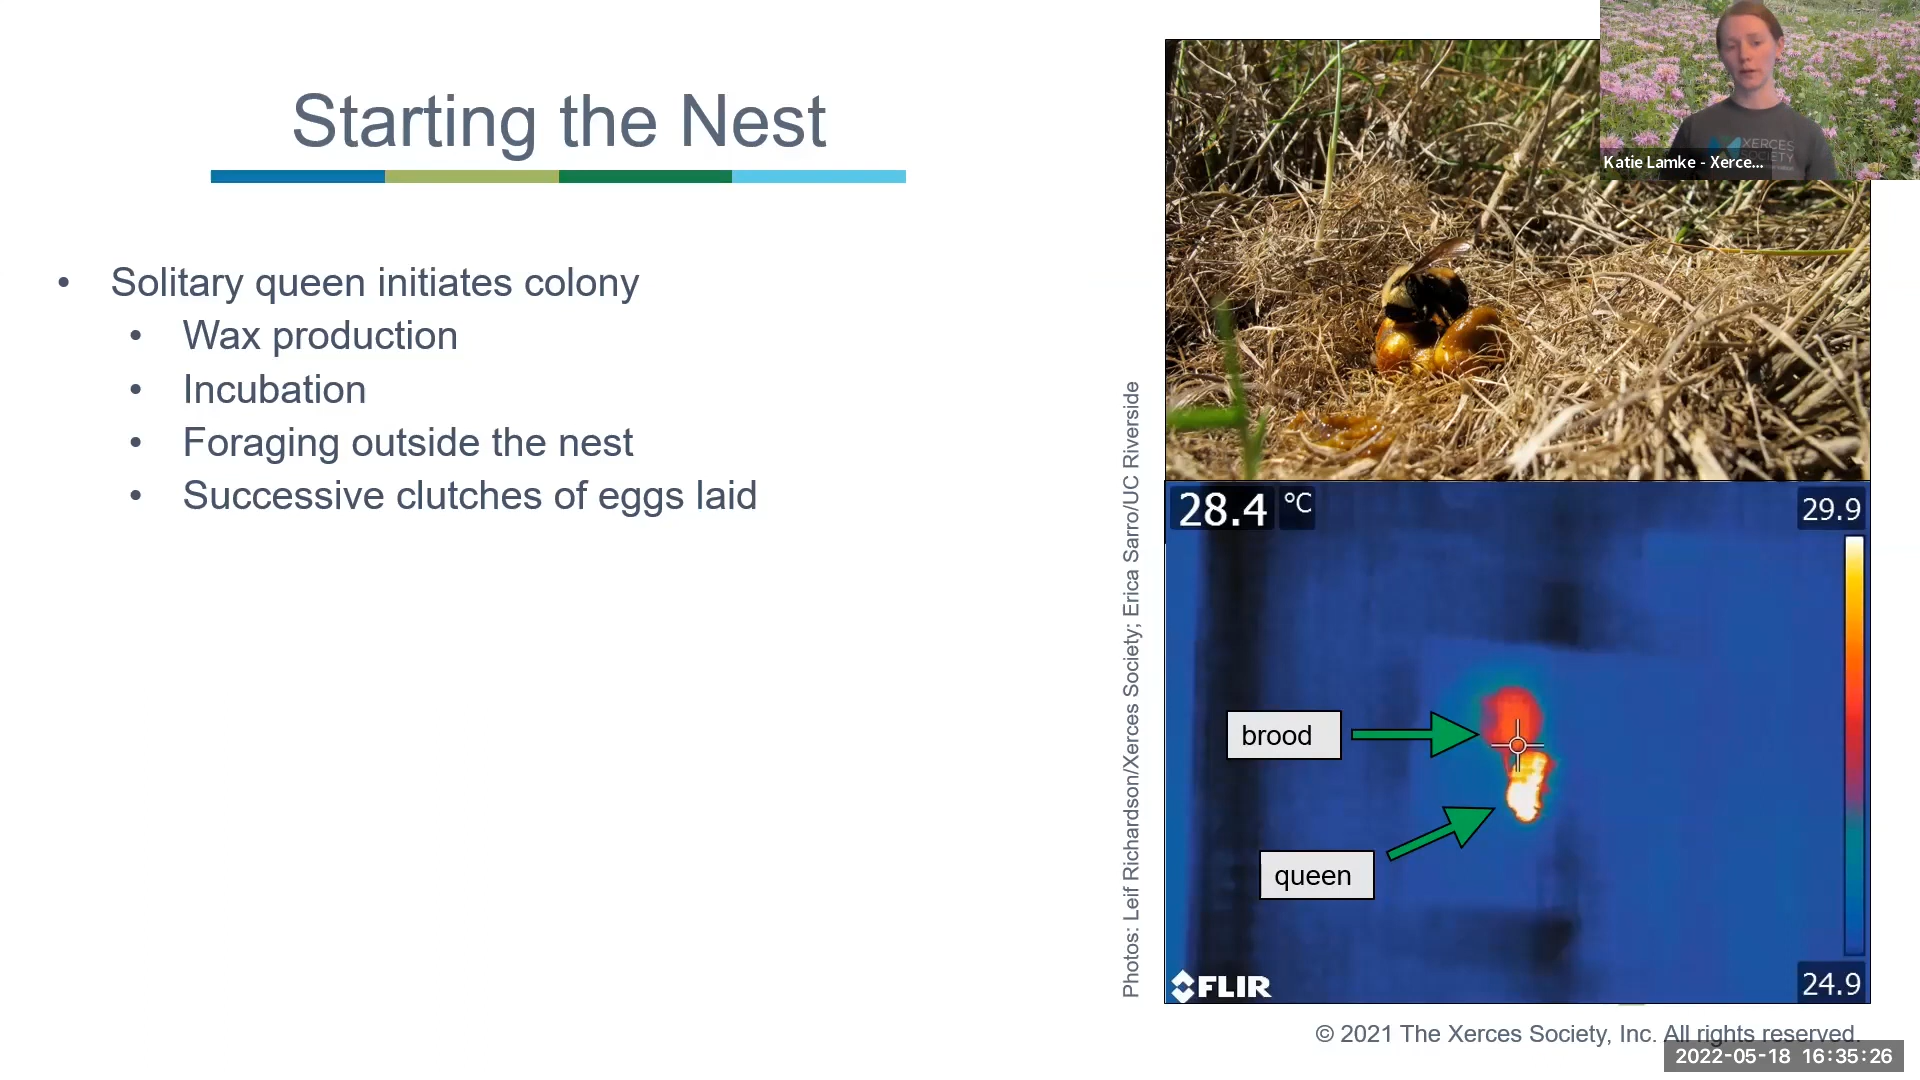 Starting the Nest
• Solitary queen initiates colony
• Wax production
• Incubation
• Foraging outside the nest
• Successive clutches of eggs laid
Photos: Leif Richardson/Xerces Society; Erica Sarro/UC Riverside
XERCES
SOCIETY
Katie Lamke - Xerce...
28.4 °C
29.9
brood
queen
FLIR
24.9
© 2021 The Xerces Society, Inc. All rights reserved.
2022-05-18 16:35:26